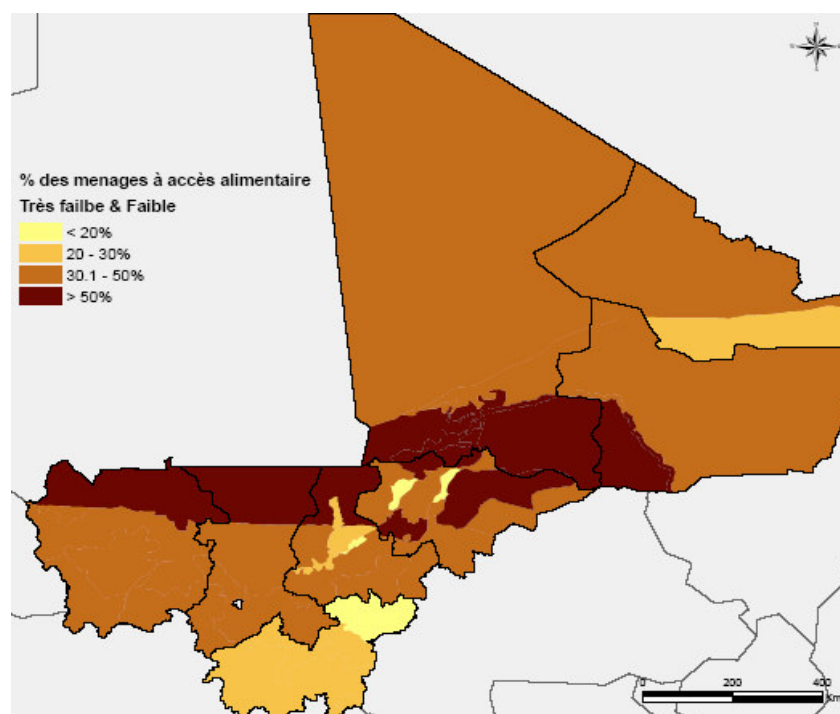 % des menages à accès alimentaire
Très failbe & Faible
< 20%
20 - 30%
30.1 - 50%
> 50%
0 200 400
Km